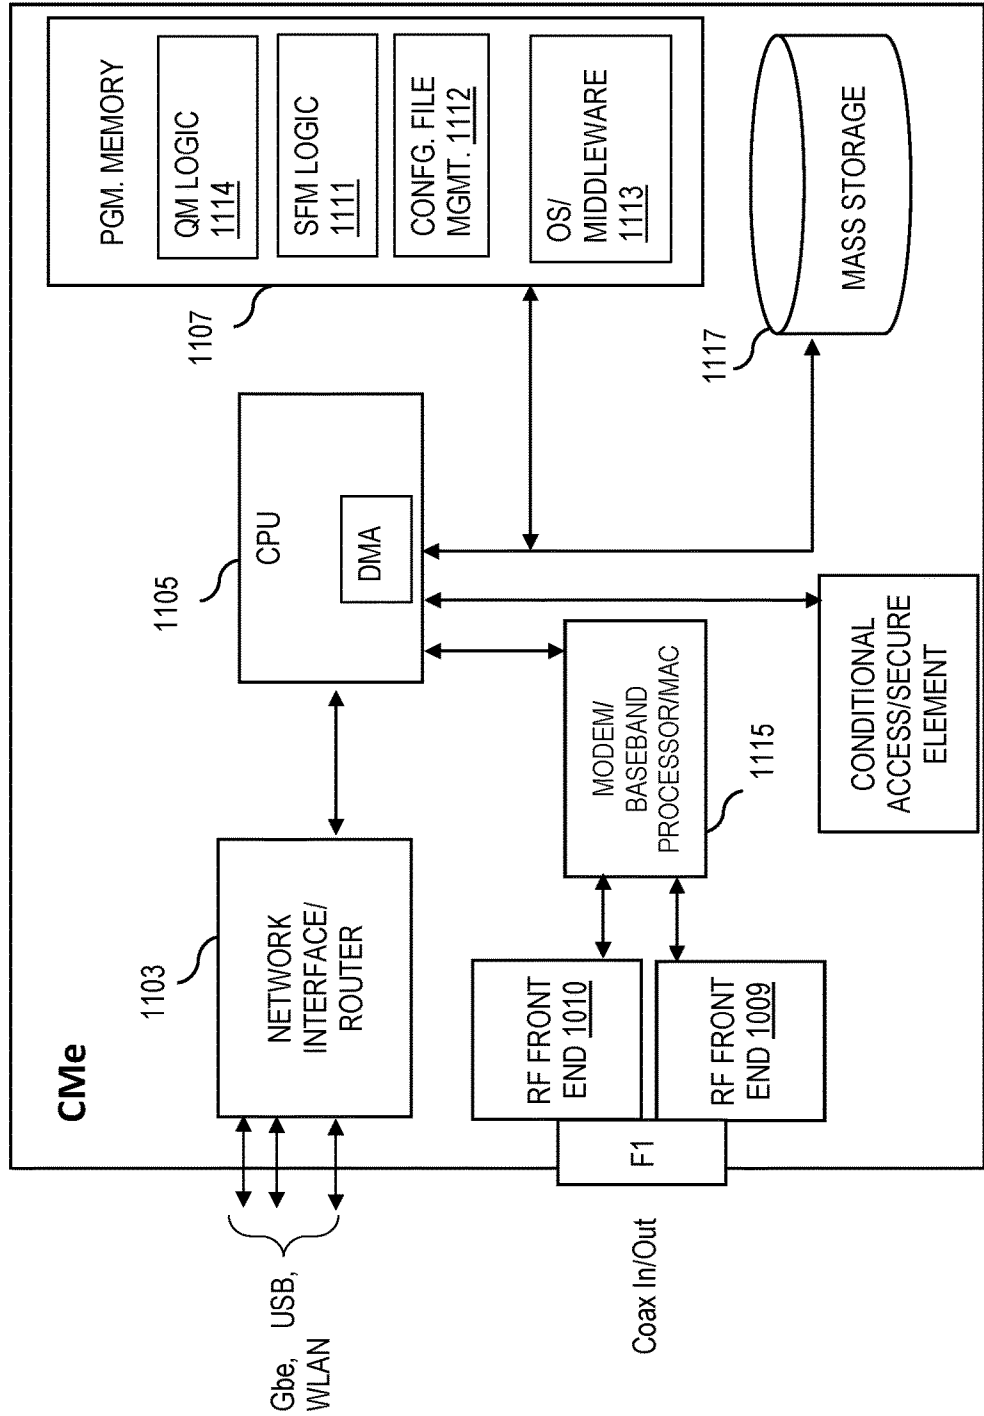 CMe
Gbe, USB,
WLAN
1103
NETWORK
INTERFACE/
ROUTER
1105
CPU
DMA
1107
PGM. MEMORY
QM LOGIC
1114
SFM LOGIC
1111
CONFG. FILE
MGMT. 1112
OS/
MIDDLEWARE
1113
Coax In/Out
F1
RF FRONT
END 1010
RF FRONT
END 1009
MODEM/
BASEBAND
PROCESSOR/MAC
1115
CONDITIONAL
ACCESS/SECURE
ELEMENT
1117
MASS STORAGE